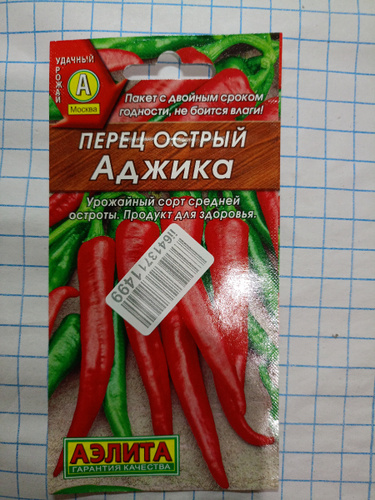 УДАЧНЫЙ
УРОЖАЙ
А
Москва
Пакет с двойным сроком
годности, не боится влаги!
ПЕРЕЦ ОСТРЫЙ
Аджика
Урожайный сорт средней
остроты. Продукт для здоровья.
ii6413711499
АЭЛИТА
ГАРАНТИЯ КАЧЕСТВА